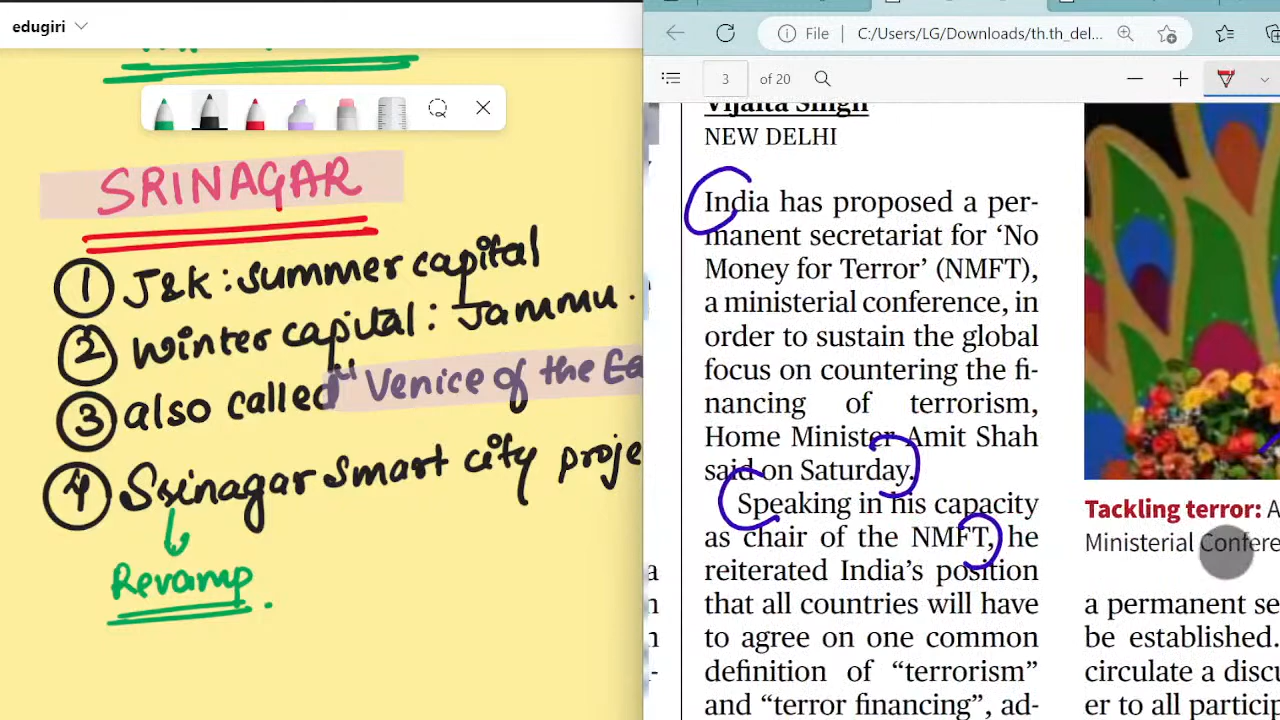 edugiri
SRINAGAR
1 J&K : Summer capital
2 Winter capital : Jammu.
3 also called "Venice of the Ea
4 Srinagar smart city proje
Revamp.
File C:/Users/LG/Downloads/th.th_del...
3 of 20
Vijaita Singh
NEW DELHI
India has proposed a per-
manent secretariat for ‘No
Money for Terror’ (NMFT),
a ministerial conference, in
order to sustain the global
focus on countering the fi-
nancing of terrorism,
Home Minister Amit Shah
said on Saturday.
Speaking in his capacity
as chair of the NMFT, he
reiterated India’s position
that all countries will have
to agree on one common
definition of “terrorism”
and “terror financing”, ad-
Tackling terror: A
Ministerial Confere
a permanent se
be established.
circulate a discu
er to all particip